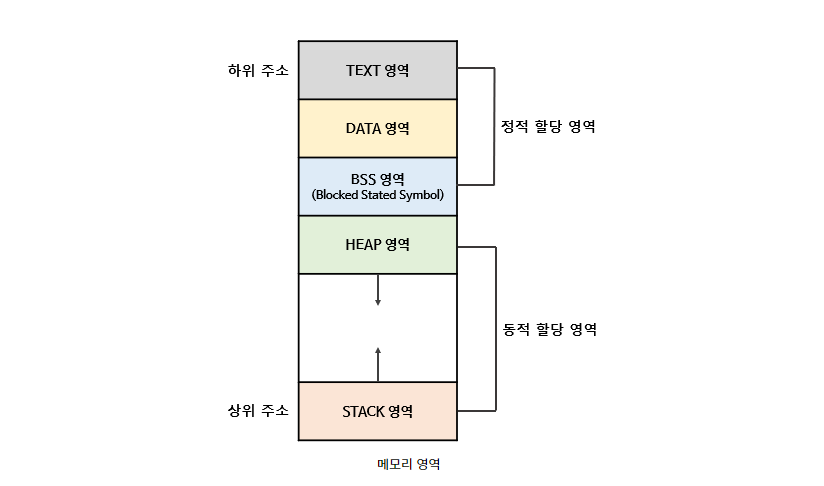 하위 주소
TEXT 영역
DATA 영역
정적 할당 영역
BSS 영역
(Blocked Stated Symbol)
HEAP 영역
동적 할당 영역
상위 주소
STACK 영역
메모리 영역